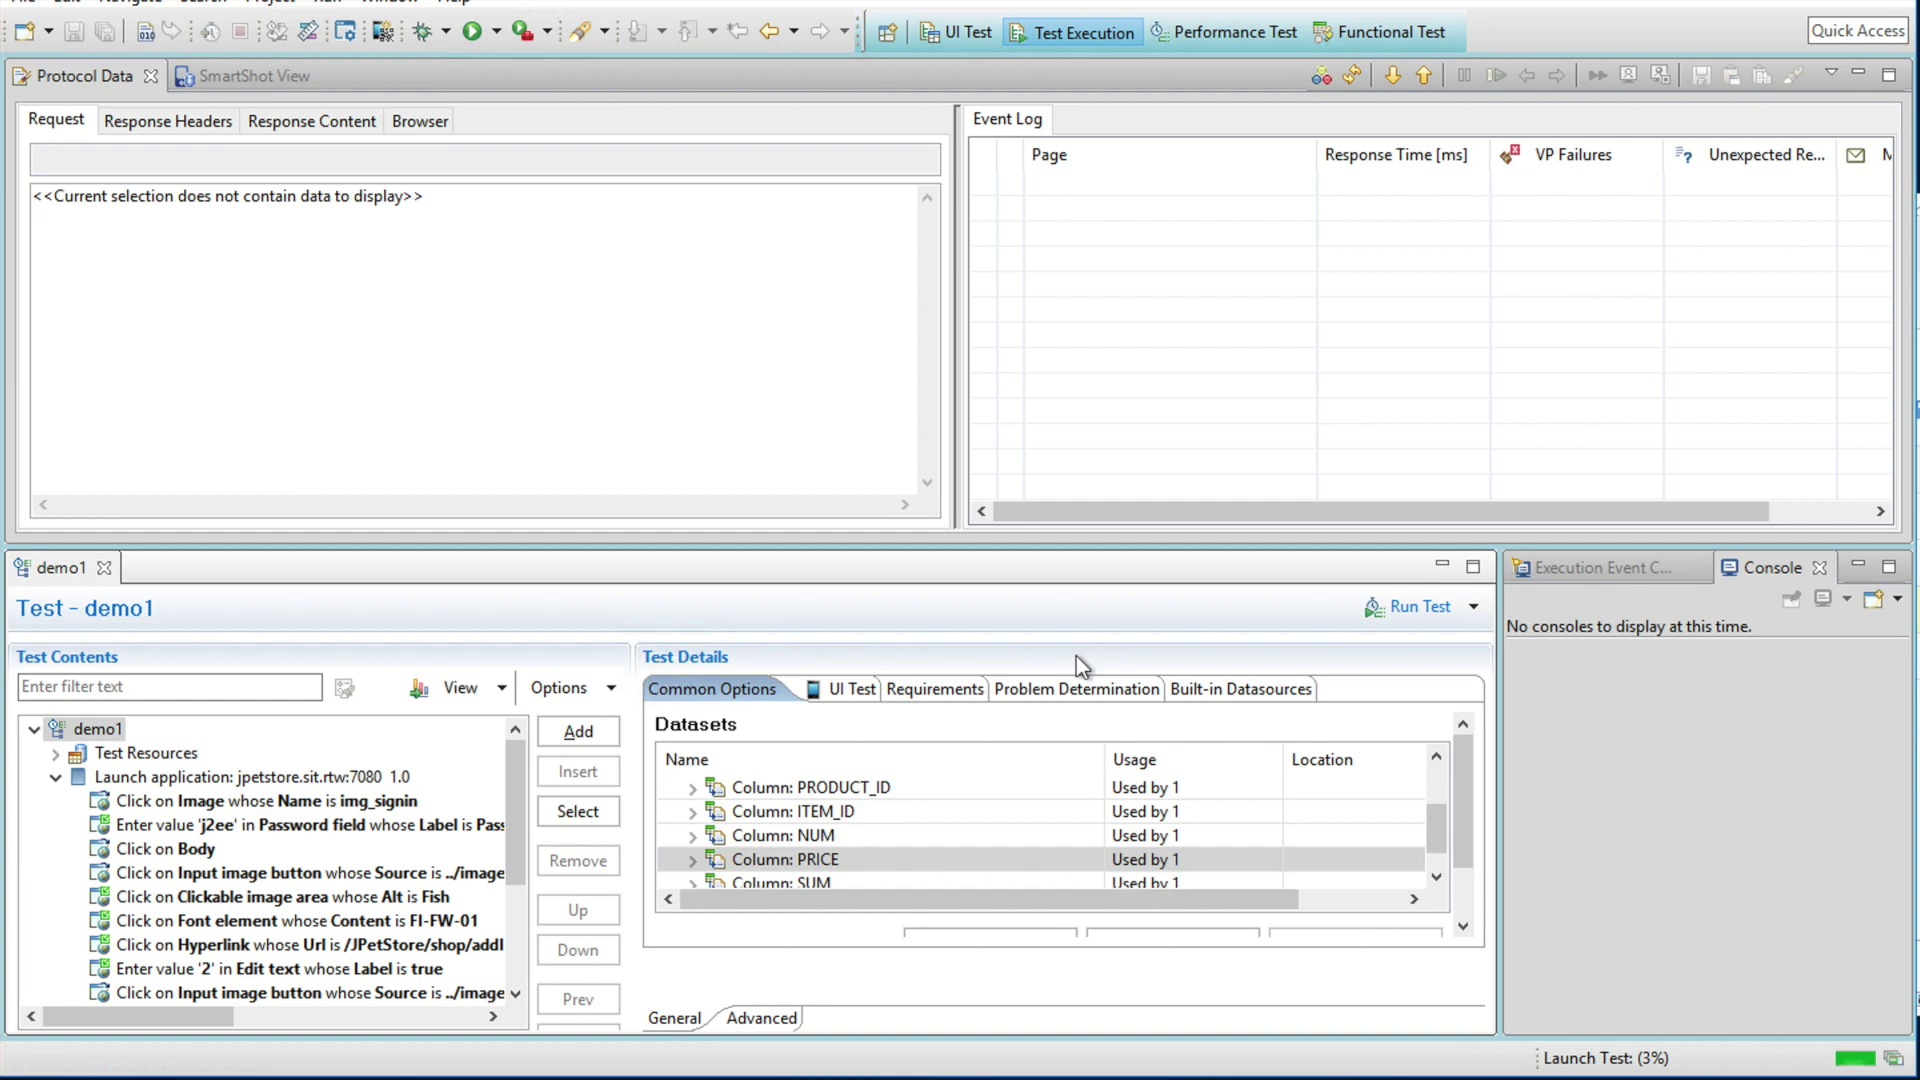 Quick Access
UI Test
Test Execution
Performance Test
Functional Test
Protocol Data
SmartShot View
Request
Response Headers
Response Content
Browser
<<Current selection does not contain data to display>>
Event Log
Page
Response Time [ms]
VP Failures
Unexpected Re...
M
demo1
Test - demo1
Run Test
Test Contents
Enter filter text
View
Options
demo1
Test Resources
Launch application: jpetstore.sit.rtw:7080 1.0
Click on Image whose Name is img_signin
Enter value 'j2ee' in Password field whose Label is Pass
Click on Body
Click on Input image button whose Source is ../image
Click on Clickable image area whose Alt is Fish
Click on Font element whose Content is FI-FW-01
Click on Hyperlink whose Url is /JPetStore/shop/addI
Enter value '2' in Edit text whose Label is true
Click on Input image button whose Source is ../image
Add
Insert
Select
Remove
Up
Down
Prev
Test Details
Common Options
UI Test
Requirements
Problem Determination
Built-in Datasources
Datasets
Name
Usage
Location
Column: PRODUCT_ID
Used by 1
Column: ITEM_ID
Used by 1
Column: NUM
Used by 1
Column: PRICE
Used by 1
Column: SUM
Used by 1
General
Advanced
Execution Event C...
Console
No consoles to display at this time.
Launch Test: (3%)